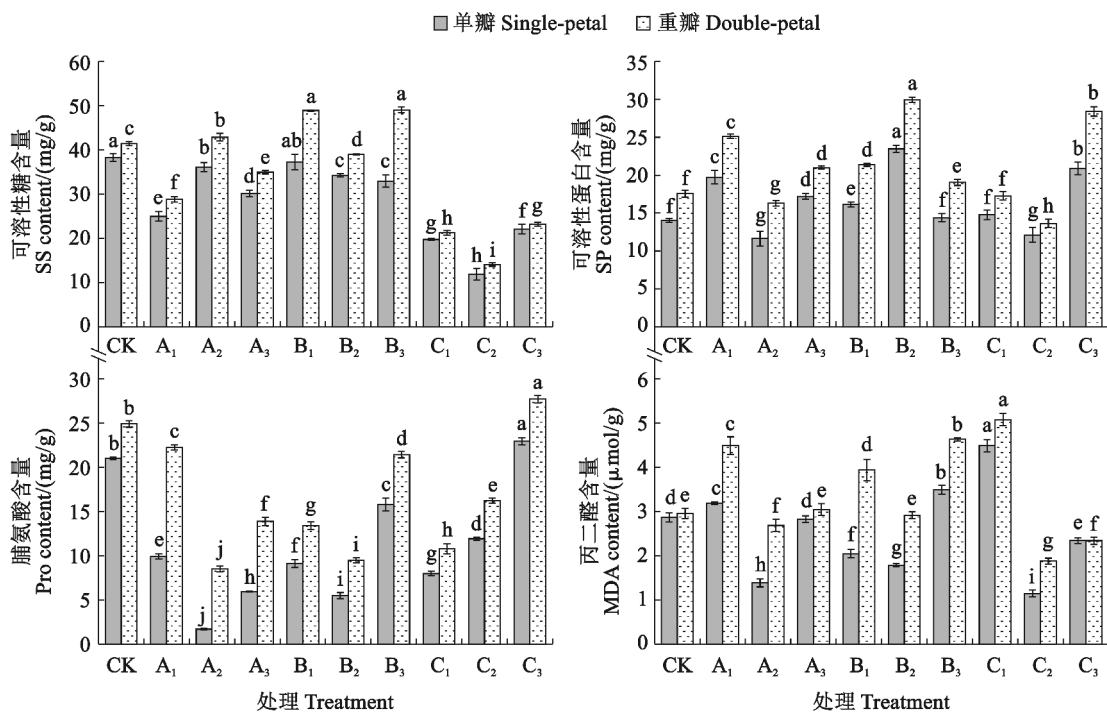 单瓣 Single-petal 重瓣 Double-petal
可溶性糖含量
SS content/(mg/g)
60
50
40
30
20
10
0
a c e f b b d e ab a c d c a g h h i f g
CK A₁ A₂ A₃ B₁ B₂ B₃ C₁ C₂ C₃
可溶性蛋白含量
SP content/(mg/g)
35
30
25
20
15
10
5
0
f f c c g g d d e d a a f e f f g h b b
CK A₁ A₂ A₃ B₁ B₂ B₃ C₁ C₂ C₃
脯氨酸含量
Pro content/(mg/g)
30
25
20
15
10
5
0
b b e c j j h f f g i i c d g h d e a a
CK A₁ A₂ A₃ B₁ B₂ B₃ C₁ C₂ C₃
处理 Treatment
丙二醛含量
MDA content/(μmol/g)
6
5
4
3
2
1
0
d e c c h f d e f d g e b b a a i g e f
CK A₁ A₂ A₃ B₁ B₂ B₃ C₁ C₂ C₃
处理 Treatment